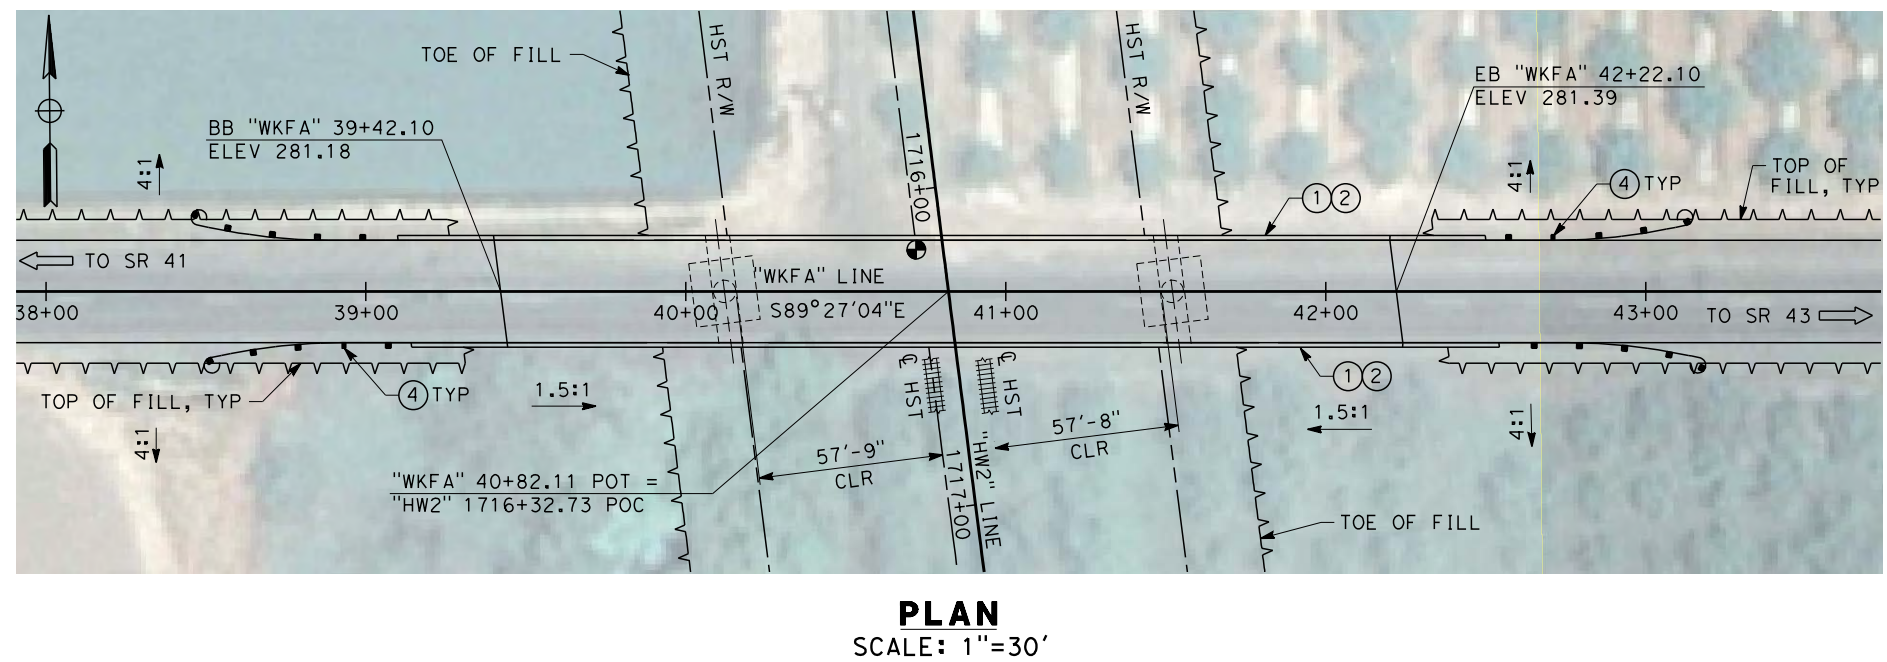 TOE OF FILL
HST R/W
HST R/W
EB "WKFA" 42+22.10
ELEV 281.39
BB "WKFA" 39+42.10
ELEV 281.18
4:1
1716+00
4:1
4 TYP
TOP OF
FILL, TYP
1 2
TO SR 41
"WKFA" LINE
S89°27'04"E
38+00
39+00
40+00
41+00
42+00
43+00
TO SR 43
℄ HST
℄ HST
TOP OF FILL, TYP
4 TYP
1.5:1
1 2
1.5:1
4:1
4:1
57'-9"
CLR
57'-8"
CLR
"HW2" LINE
1717+00
"WKFA" 40+82.11 POT =
"HW2" 1716+32.73 POC
TOE OF FILL
PLAN
SCALE: 1"=30'